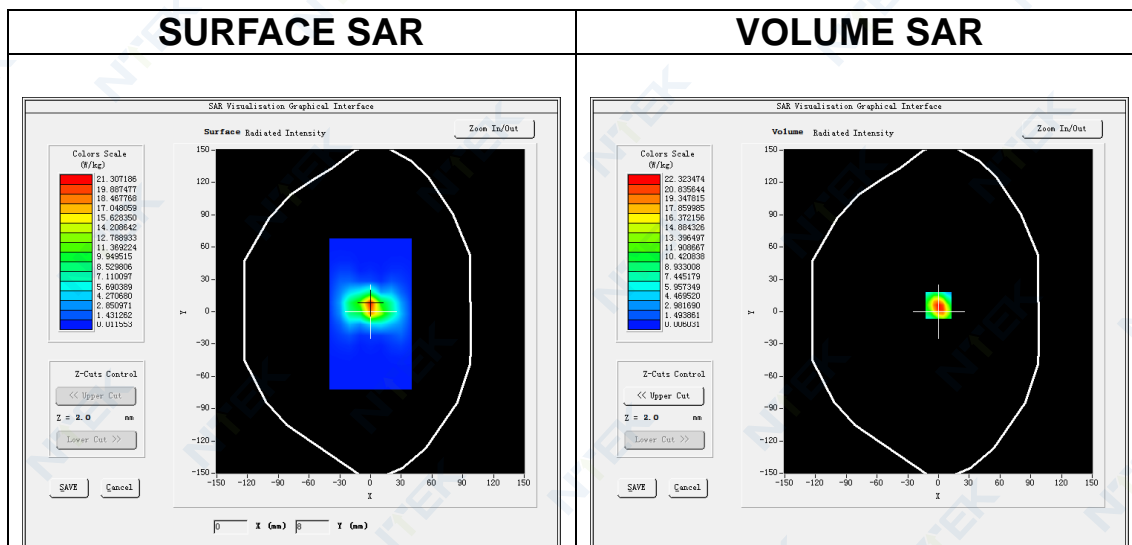 SURFACE SAR
VOLUME SAR
SAR Visualisation Graphical Interface
Surface Radiated Intensity
Zoom In/Out
Colors Scale
(W/kg)
21.307186
19.887477
18.467768
17.048059
15.628350
14.208642
12.788933
11.369224
9.949515
8.529806
7.110097
5.690389
4.270680
2.850971
1.431262
0.011553
Z-Cuts Control
<< Upper Cut
Z = 2.0 mm
Lower Cut >>
SAVE
Cancel
150
120
90
60
30
0
-30
-60
-90
-120
-150
Y
-150 -120 -90 -60 -30 0 30 60 90 120 150
X
0 X (mm) 8 Y (mm)
SAR Visualisation Graphical Interface
Volume Radiated Intensity
Zoom In/Out
Colors Scale
(W/kg)
22.323474
20.835644
19.347815
17.859985
16.372156
14.884326
13.396497
11.908667
10.420838
8.933008
7.445179
5.957349
4.469520
2.981690
1.493861
0.006031
Z-Cuts Control
<< Upper Cut
Z = 2.0 mm
Lower Cut >>
SAVE
Cancel
150
120
90
60
30
0
-30
-60
-90
-120
-150
Y
-150 -120 -90 -60 -30 0 30 60 90 120 150
X
NTEK